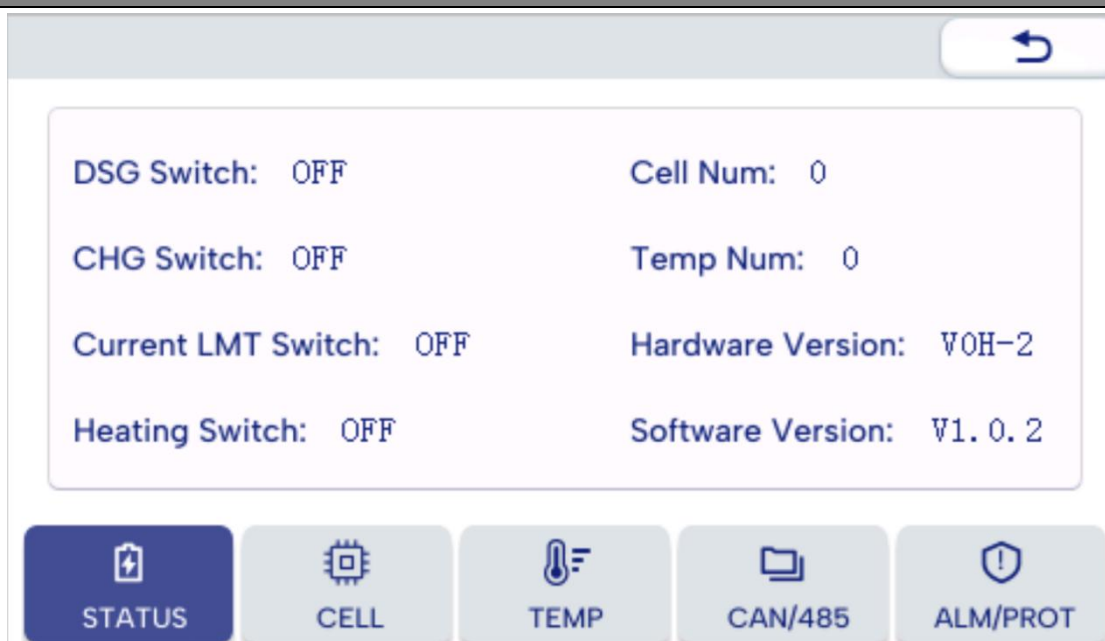 DSG Switch: OFF
Cell Num: 0
CHG Switch: OFF
Temp Num: 0
Current LMT Switch: OFF
Hardware Version: VOH-2
Heating Switch: OFF
Software Version: V1.0.2
STATUS
CELL
TEMP
CAN/485
ALM/PROT